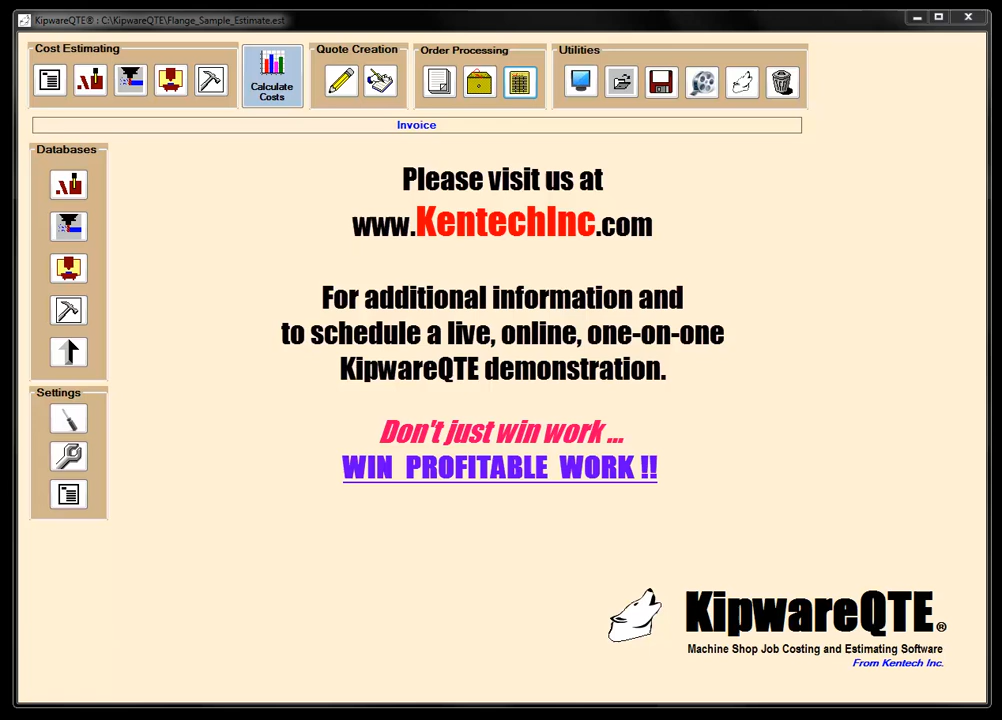 KipwareQTE® : C:\KipwareQTE\Flange_Sample_Estimate.est
Cost Estimating
Calculate
Costs
Quote Creation
Order Processing
Utilities
Invoice
Databases
Settings
Please visit us at
www.KentechInc.com
For additional information and
to schedule a live, online, one-on-one
KipwareQTE demonstration.
Don't just win work ...
WIN PROFITABLE WORK !!
KipwareQTE®
Machine Shop Job Costing and Estimating Software
From Kentech Inc.